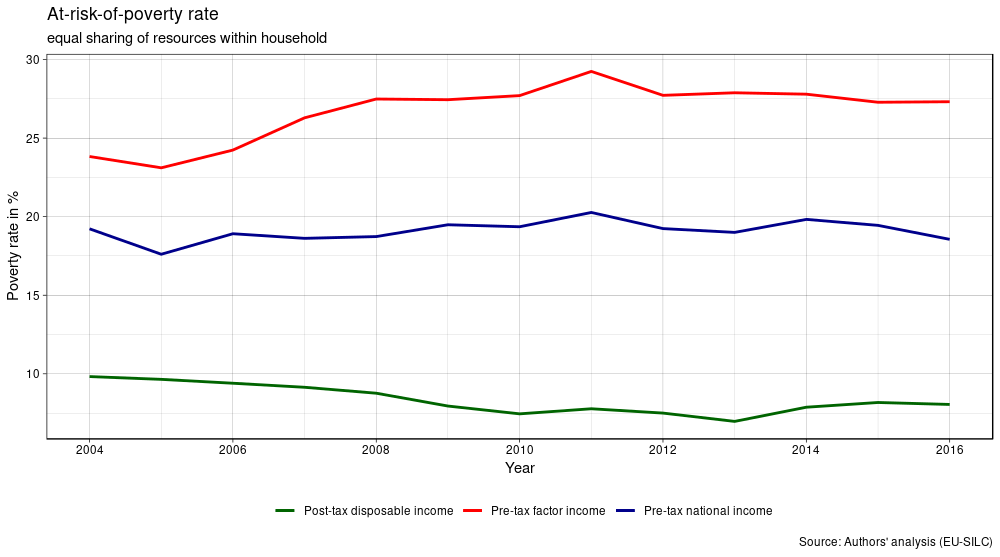 At-risk-of-poverty rate
equal sharing of resources within household
Poverty rate in %
30
25
20
15
10
2004 2006 2008 2010 2012 2014 2016
Year
Post-tax disposable income Pre-tax factor income Pre-tax national income
Source: Authors' analysis (EU-SILC)